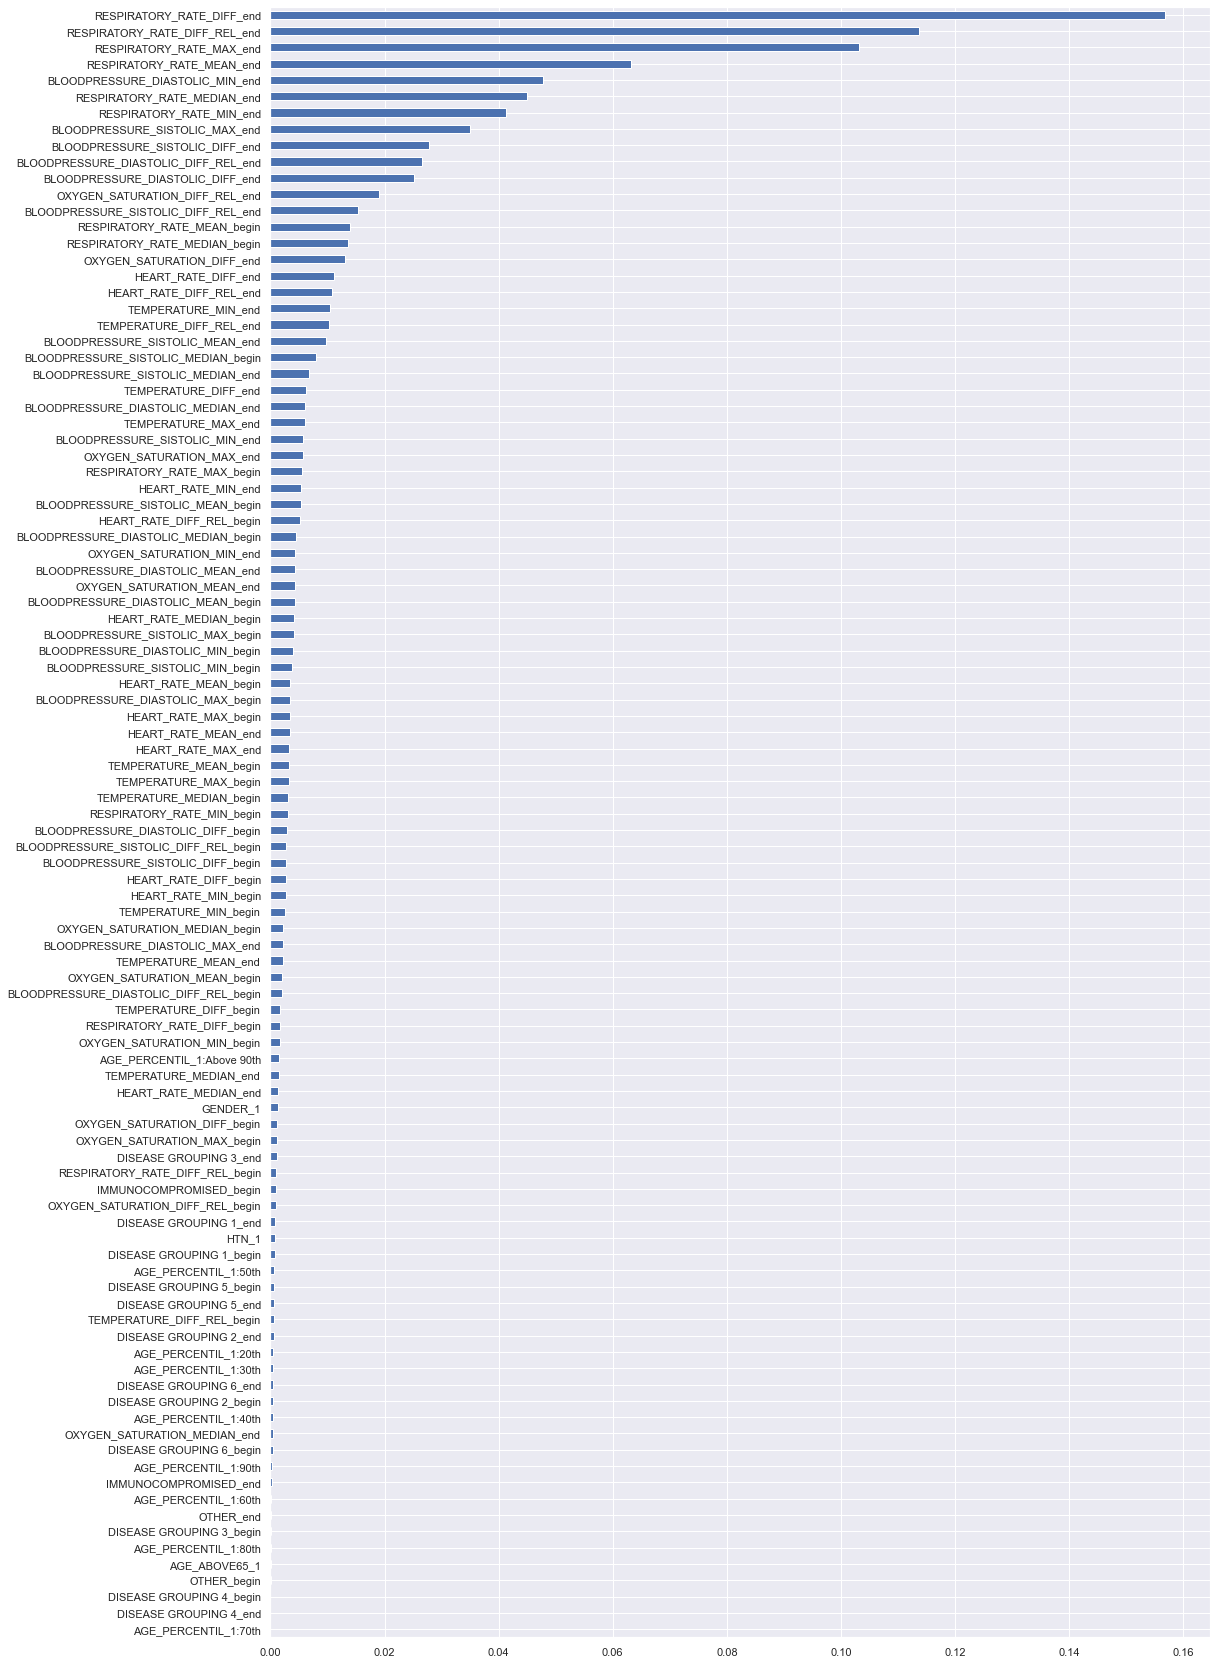 RESPIRATORY_RATE_DIFF_end
RESPIRATORY_RATE_DIFF_REL_end
RESPIRATORY_RATE_MAX_end
RESPIRATORY_RATE_MEAN_end
BLOODPRESSURE_DIASTOLIC_MIN_end
RESPIRATORY_RATE_MEDIAN_end
RESPIRATORY_RATE_MIN_end
BLOODPRESSURE_SISTOLIC_MAX_end
BLOODPRESSURE_SISTOLIC_DIFF_end
BLOODPRESSURE_DIASTOLIC_DIFF_REL_end
BLOODPRESSURE_DIASTOLIC_DIFF_end
OXYGEN_SATURATION_DIFF_REL_end
BLOODPRESSURE_SISTOLIC_DIFF_REL_end
RESPIRATORY_RATE_MEAN_begin
RESPIRATORY_RATE_MEDIAN_begin
OXYGEN_SATURATION_DIFF_end
HEART_RATE_DIFF_end
HEART_RATE_DIFF_REL_end
TEMPERATURE_MIN_end
TEMPERATURE_DIFF_REL_end
BLOODPRESSURE_SISTOLIC_MEAN_end
BLOODPRESSURE_SISTOLIC_MEDIAN_begin
BLOODPRESSURE_SISTOLIC_MEDIAN_end
TEMPERATURE_DIFF_end
BLOODPRESSURE_DIASTOLIC_MEDIAN_end
TEMPERATURE_MAX_end
BLOODPRESSURE_SISTOLIC_MIN_end
OXYGEN_SATURATION_MAX_end
RESPIRATORY_RATE_MAX_begin
HEART_RATE_MIN_end
BLOODPRESSURE_SISTOLIC_MEAN_begin
HEART_RATE_DIFF_REL_begin
BLOODPRESSURE_DIASTOLIC_MEDIAN_begin
OXYGEN_SATURATION_MIN_end
BLOODPRESSURE_DIASTOLIC_MEAN_end
OXYGEN_SATURATION_MEAN_end
BLOODPRESSURE_DIASTOLIC_MEAN_begin
HEART_RATE_MEDIAN_begin
BLOODPRESSURE_SISTOLIC_MAX_begin
BLOODPRESSURE_DIASTOLIC_MIN_begin
BLOODPRESSURE_SISTOLIC_MIN_begin
HEART_RATE_MEAN_begin
BLOODPRESSURE_DIASTOLIC_MAX_begin
HEART_RATE_MAX_begin
HEART_RATE_MEAN_end
HEART_RATE_MAX_end
TEMPERATURE_MEAN_begin
TEMPERATURE_MAX_begin
TEMPERATURE_MEDIAN_begin
RESPIRATORY_RATE_MIN_begin
BLOODPRESSURE_DIASTOLIC_DIFF_begin
BLOODPRESSURE_SISTOLIC_DIFF_REL_begin
BLOODPRESSURE_SISTOLIC_DIFF_begin
HEART_RATE_DIFF_begin
HEART_RATE_MIN_begin
TEMPERATURE_MIN_begin
OXYGEN_SATURATION_MEDIAN_begin
BLOODPRESSURE_DIASTOLIC_MAX_end
TEMPERATURE_MEAN_end
OXYGEN_SATURATION_MEAN_begin
BLOODPRESSURE_DIASTOLIC_DIFF_REL_begin
TEMPERATURE_DIFF_begin
RESPIRATORY_RATE_DIFF_begin
OXYGEN_SATURATION_MIN_begin
AGE_PERCENTIL_1:Above 90th
TEMPERATURE_MEDIAN_end
HEART_RATE_MEDIAN_end
GENDER_1
OXYGEN_SATURATION_DIFF_begin
OXYGEN_SATURATION_MAX_begin
DISEASE GROUPING 3_end
RESPIRATORY_RATE_DIFF_REL_begin
IMMUNOCOMPROMISED_begin
OXYGEN_SATURATION_DIFF_REL_begin
DISEASE GROUPING 1_end
HTN_1
DISEASE GROUPING 1_begin
AGE_PERCENTIL_1:50th
DISEASE GROUPING 5_begin
DISEASE GROUPING 5_end
TEMPERATURE_DIFF_REL_begin
DISEASE GROUPING 2_end
AGE_PERCENTIL_1:20th
AGE_PERCENTIL_1:30th
DISEASE GROUPING 6_end
DISEASE GROUPING 2_begin
AGE_PERCENTIL_1:40th
OXYGEN_SATURATION_MEDIAN_end
DISEASE GROUPING 6_begin
AGE_PERCENTIL_1:90th
IMMUNOCOMPROMISED_end
AGE_PERCENTIL_1:60th
OTHER_end
DISEASE GROUPING 3_begin
AGE_PERCENTIL_1:80th
AGE_ABOVE65_1
OTHER_begin
DISEASE GROUPING 4_begin
DISEASE GROUPING 4_end
AGE_PERCENTIL_1:70th
0.00 0.02 0.04 0.06 0.08 0.10 0.12 0.14 0.16